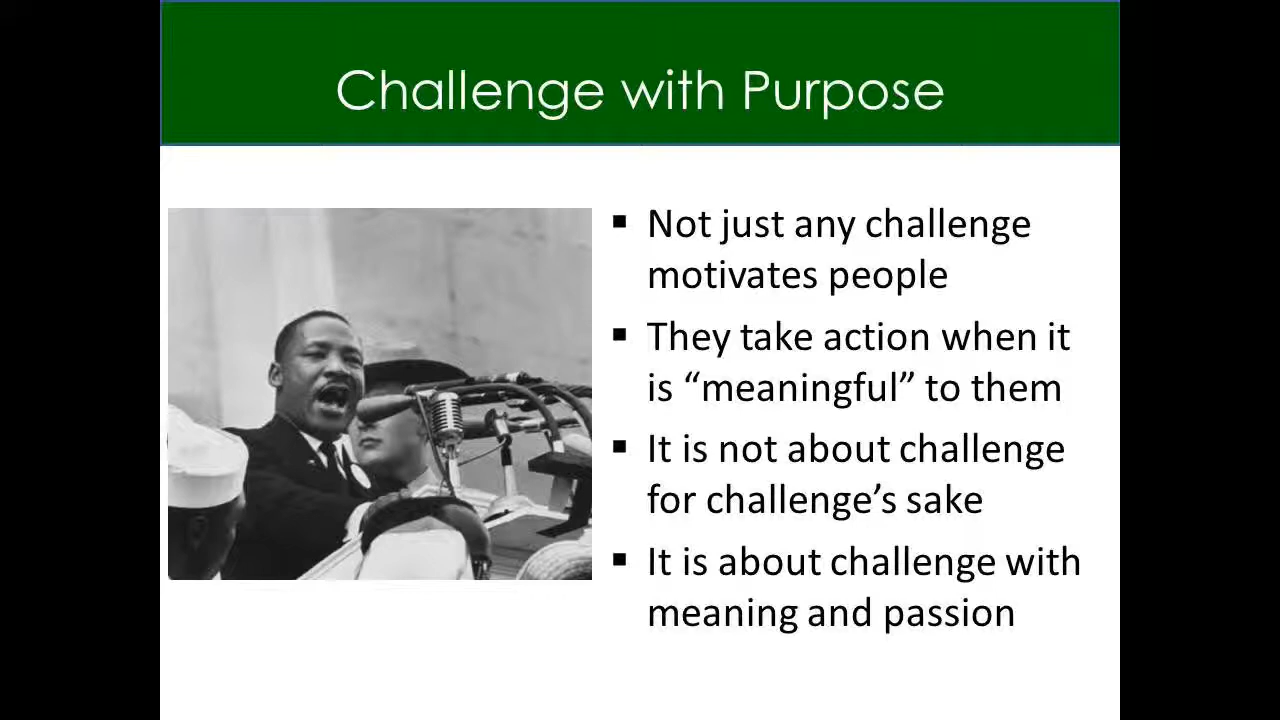 Challenge with Purpose
▪ Not just any challenge
motivates people
▪ They take action when it
is “meaningful” to them
▪ It is not about challenge
for challenge’s sake
▪ It is about challenge with
meaning and passion